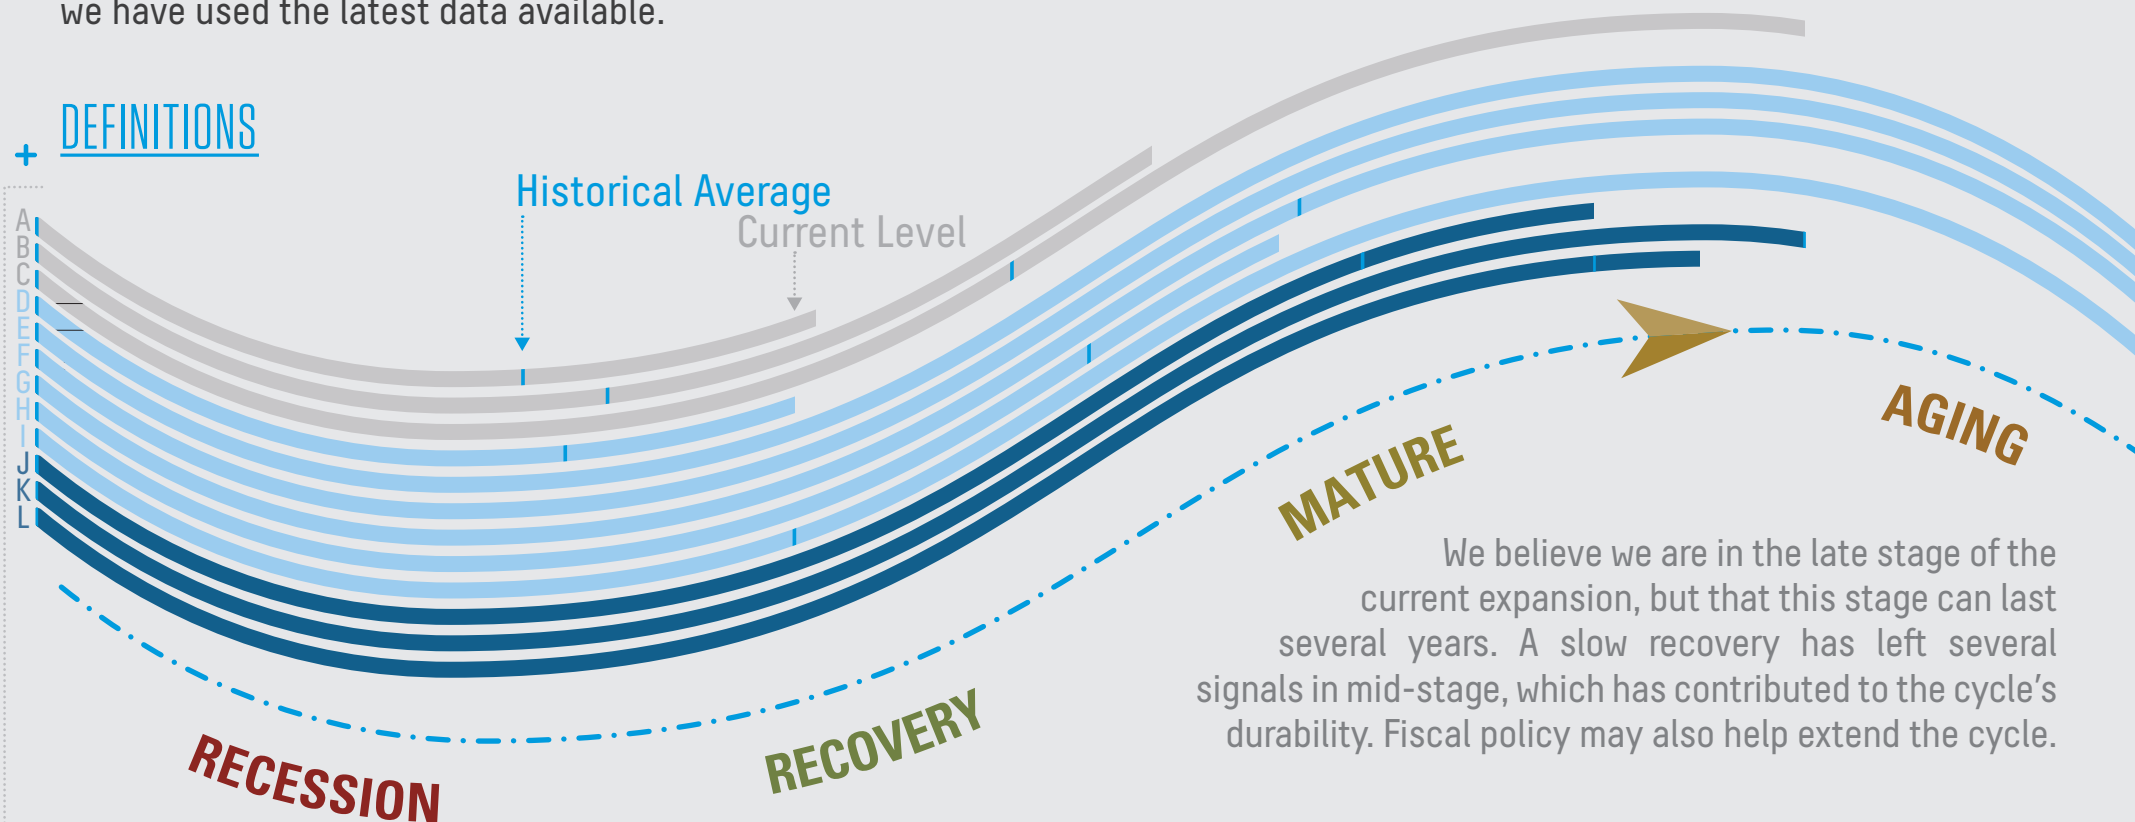 we have used the latest data available.
DEFINITIONS
+
Historical Average
Current Level
A
B
C
D
E
F
G
H
I
J
K
L
RECESSION
RECOVERY
MATURE
AGING
We believe we are in the late stage of the
current expansion, but that this stage can last
several years. A slow recovery has left several
signals in mid-stage, which has contributed to the cycle's
durability. Fiscal policy may also help extend the cycle.